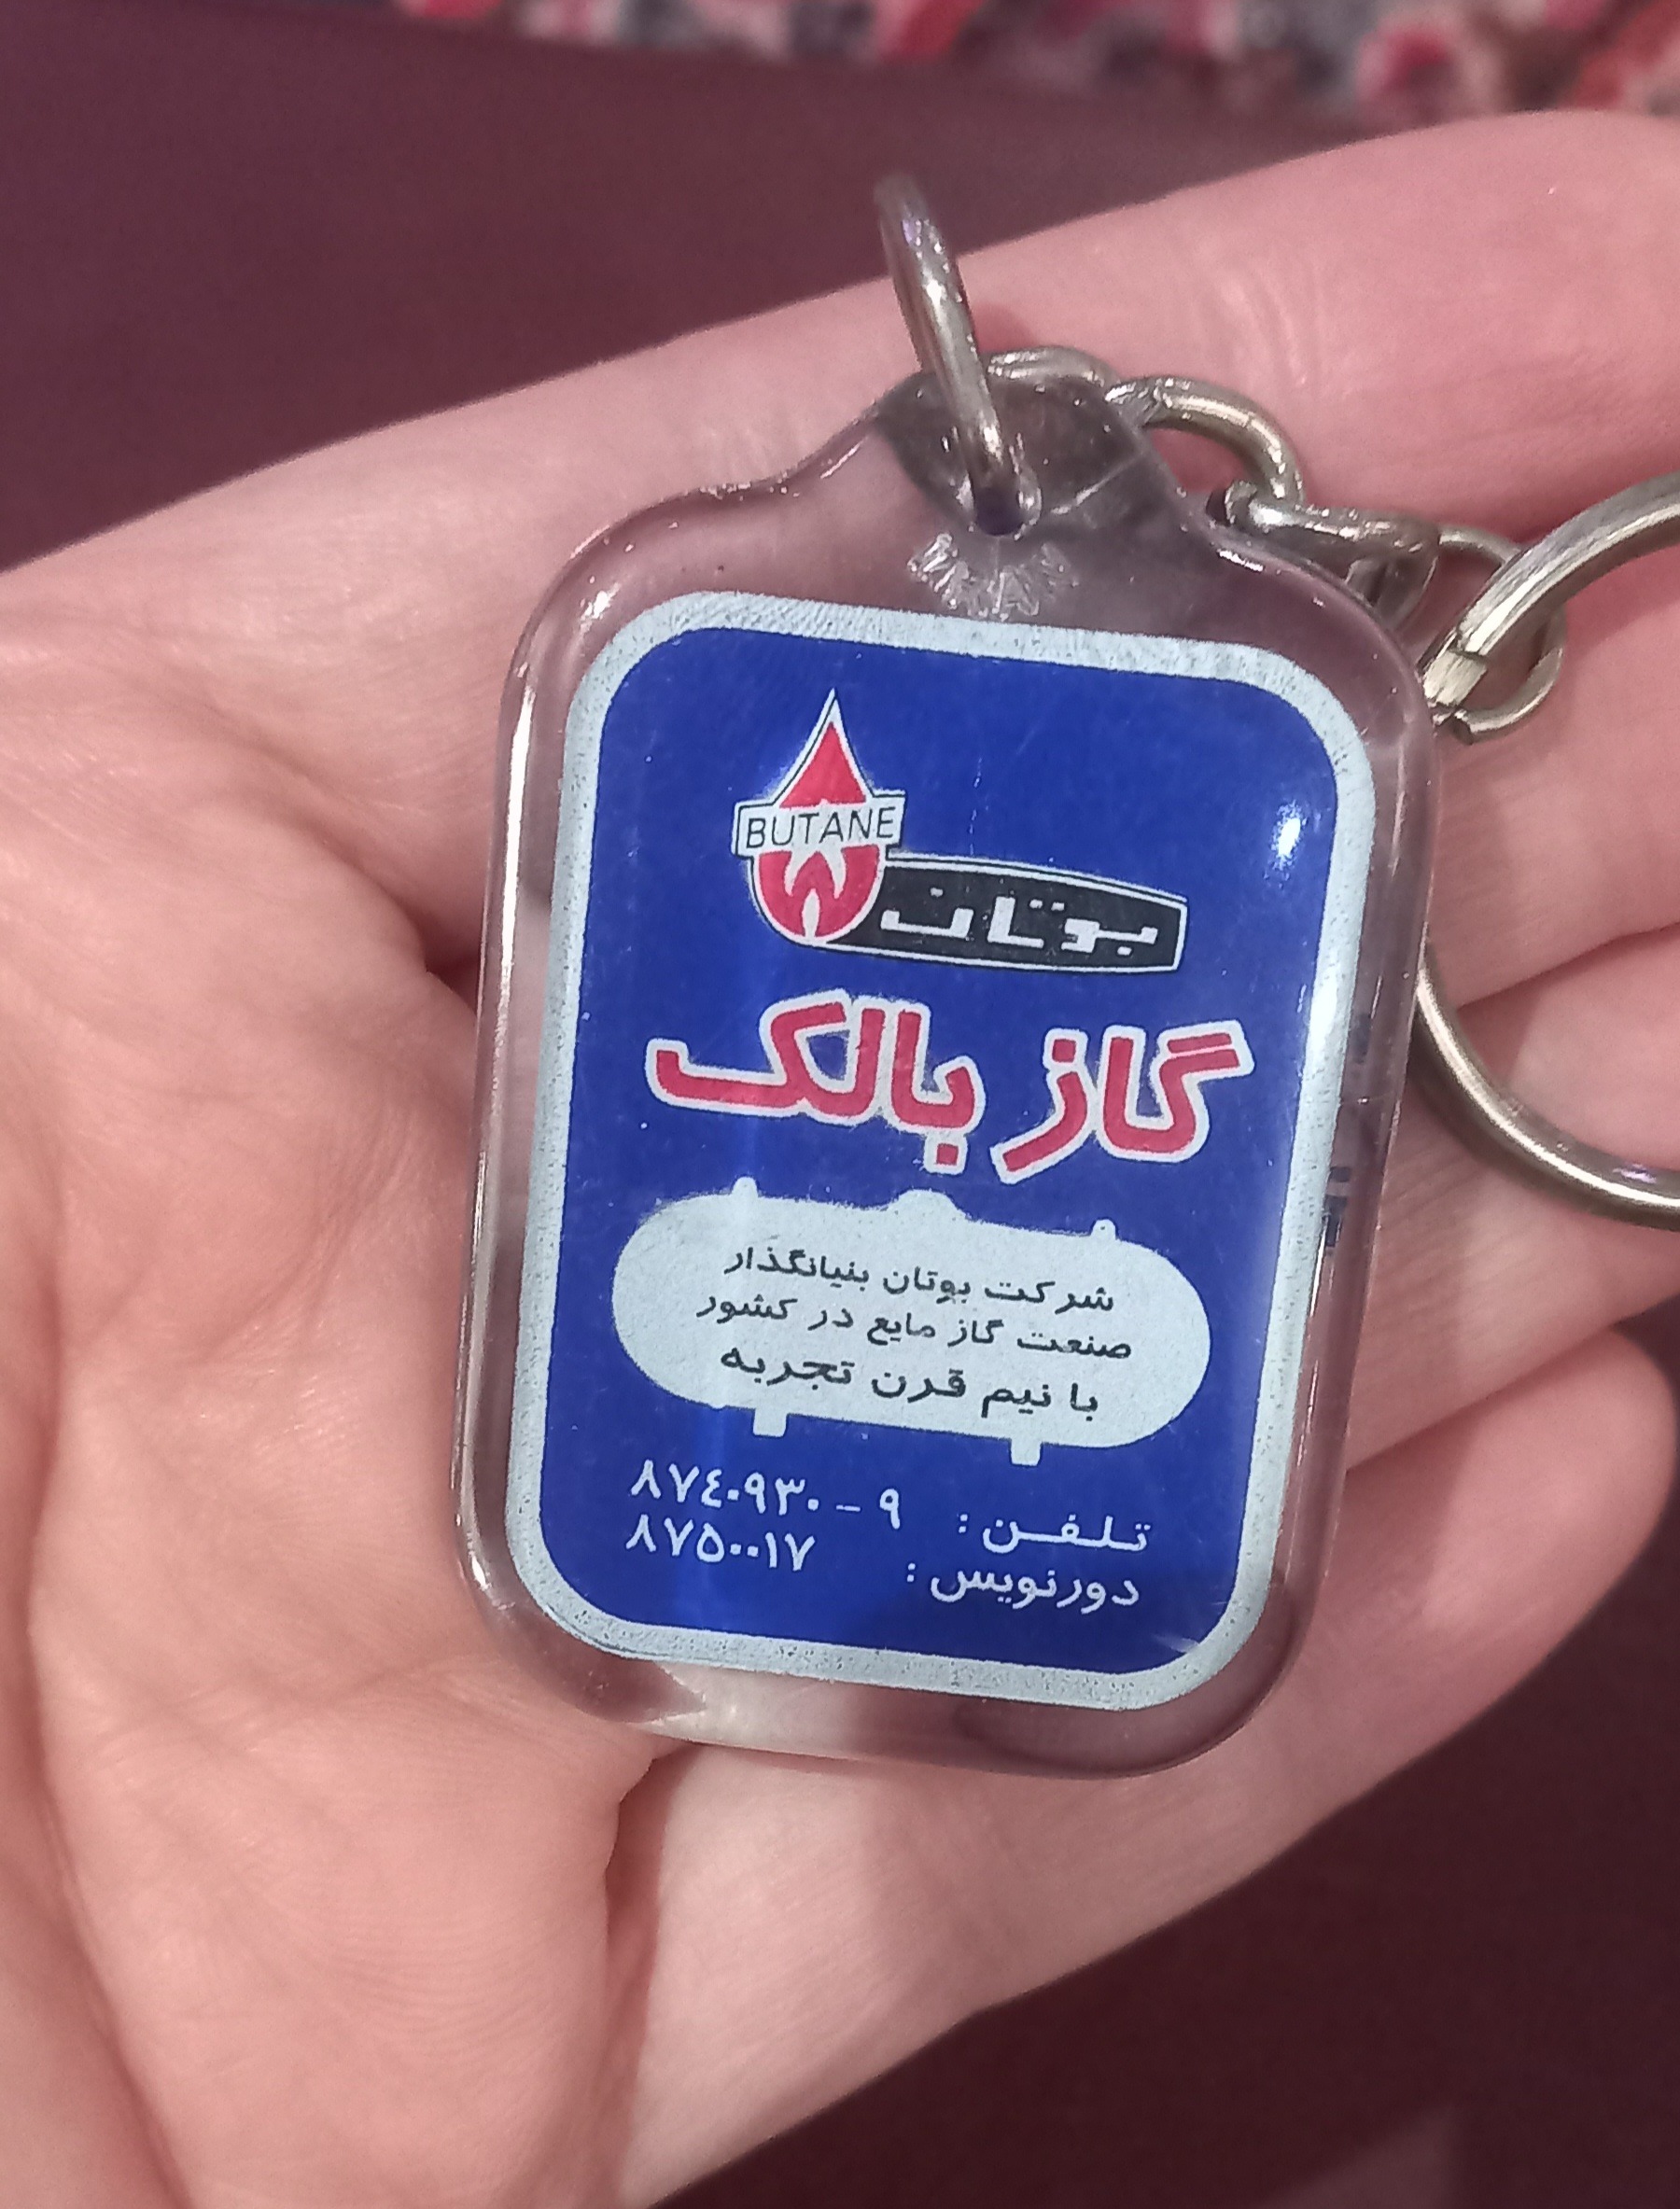 BUTANE
بوتان
گاز بالک
شرکت بوتان بنیانگذار
صنعت گاز مایع در کشور
با نیم قرن تجربه
تلفن: ۸۷٤۰۹۳۰ – ۹
دورنویس: ۸۷۵۰۰۱۷